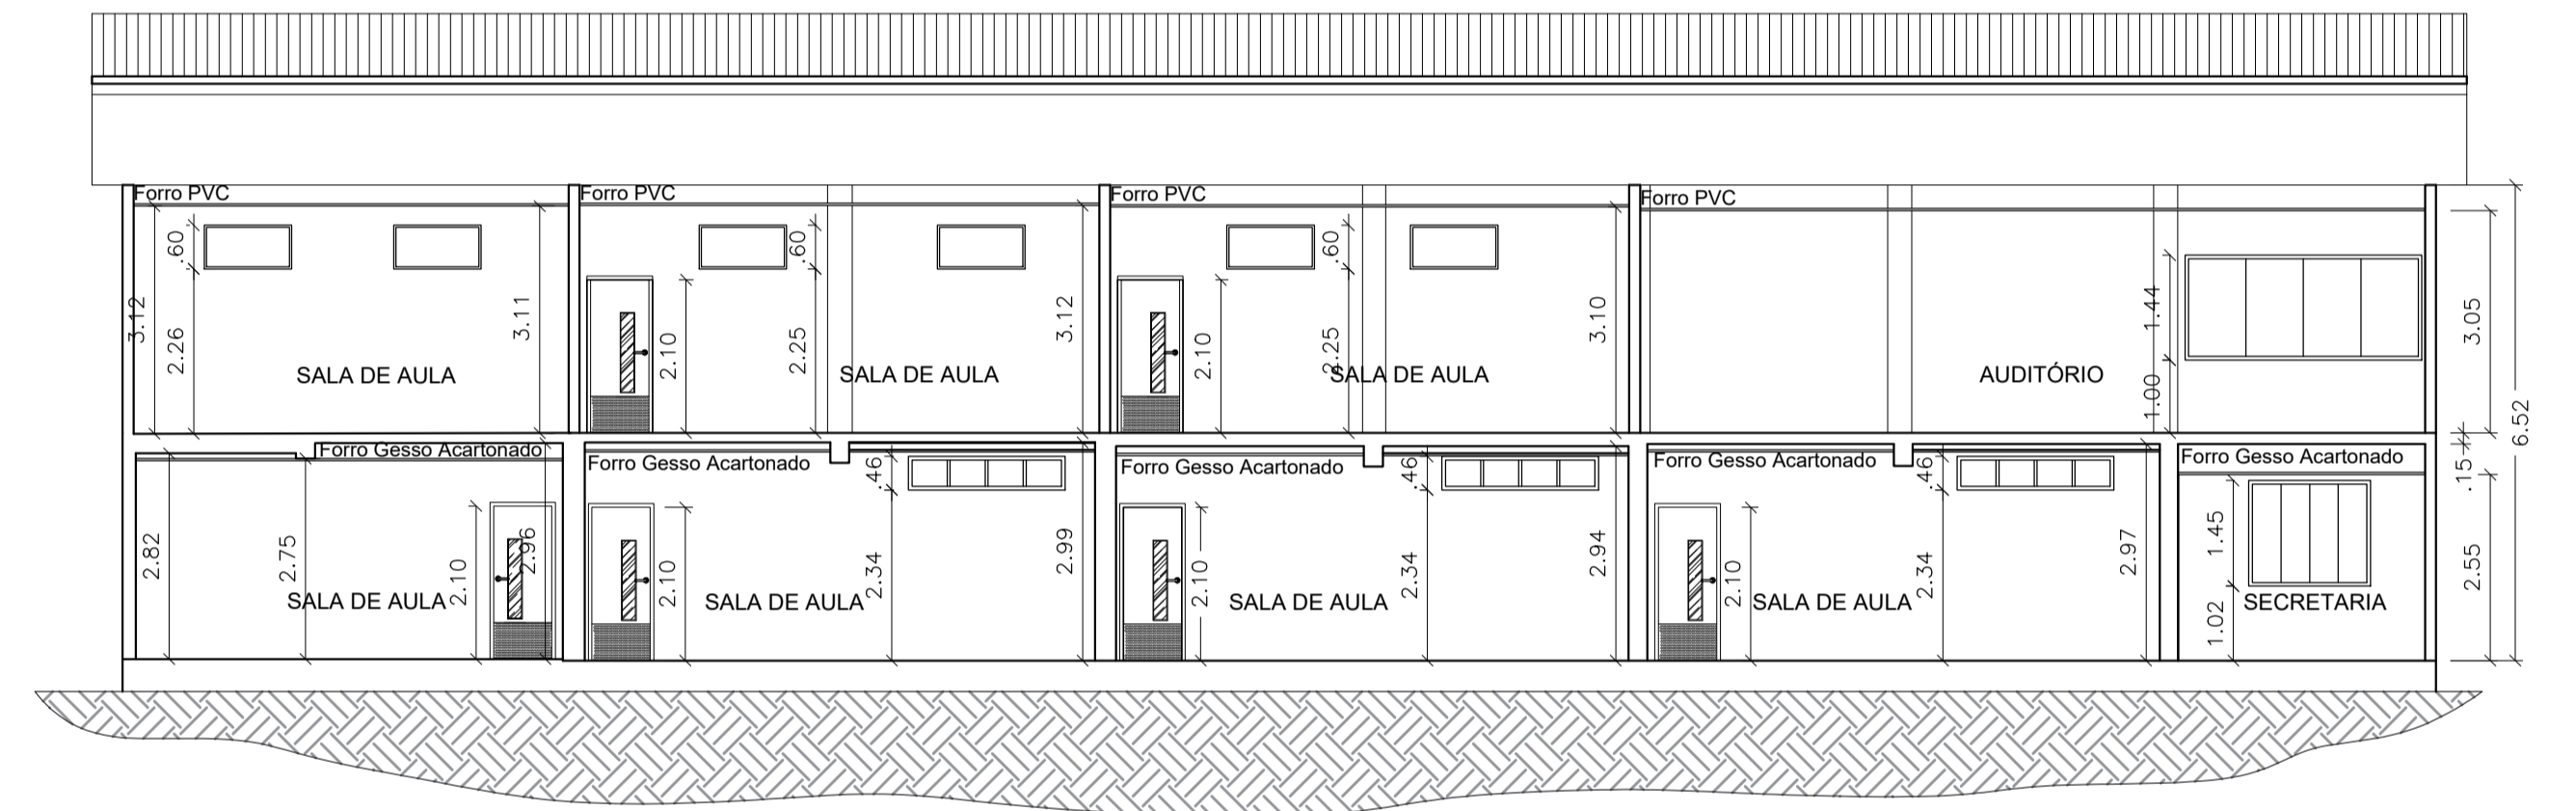 Forro PVC
Forro PVC
Forro PVC
Forro PVC
.60
.60
.60
3.12
2.26
3.11
2.10
2.25
3.12
2.10
2.25
3.10
1.44
1.00
3.05
SALA DE AULA
SALA DE AULA
SALA DE AULA
AUDITÓRIO
6.52
.15
Forro Gesso Acartonado
Forro Gesso Acartonado
Forro Gesso Acartonado
Forro Gesso Acartonado
Forro Gesso Acartonado
.46
.46
.46
2.82
2.75
2.10
2.96
2.10
2.34
2.99
2.10
2.34
2.94
2.10
2.34
2.97
1.45
1.02
2.55
SALA DE AULA
SALA DE AULA
SALA DE AULA
SALA DE AULA
SECRETARIA